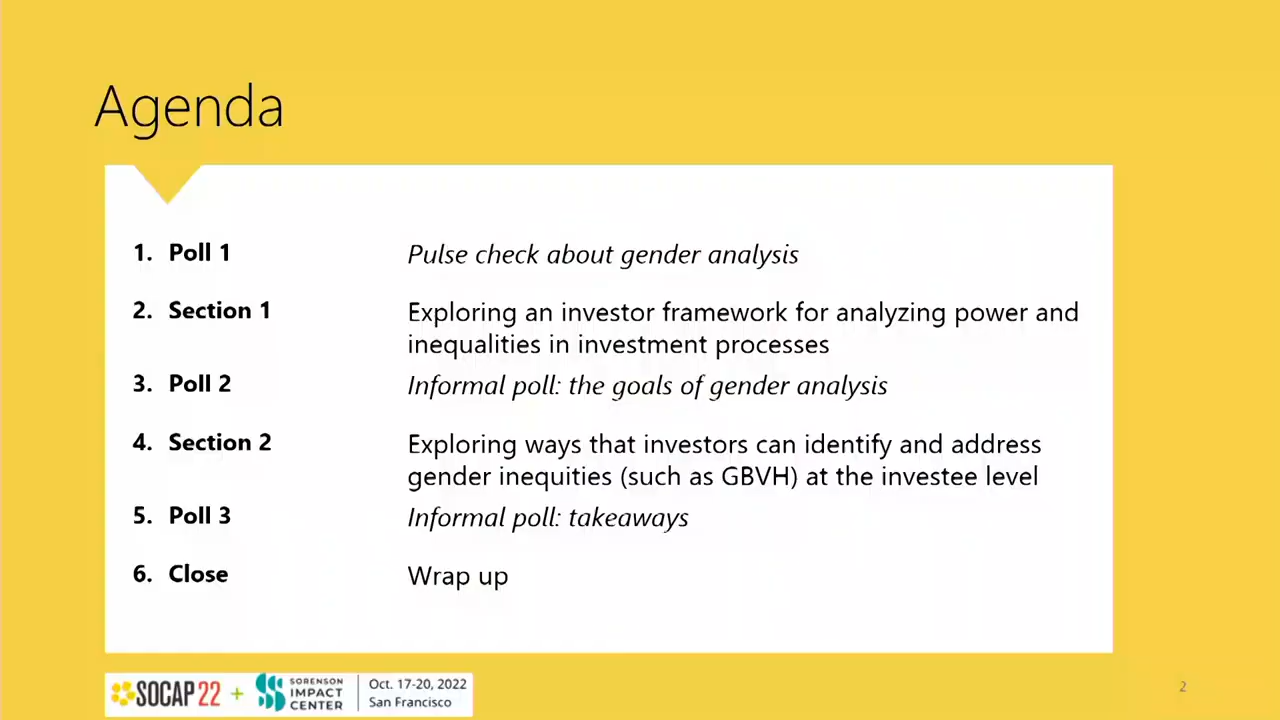 Agenda
1. Poll 1 Pulse check about gender analysis
2. Section 1 Exploring an investor framework for analyzing power and
inequalities in investment processes
3. Poll 2 Informal poll: the goals of gender analysis
4. Section 2 Exploring ways that investors can identify and address
gender inequities (such as GBVH) at the investee level
5. Poll 3 Informal poll: takeaways
6. Close Wrap up
SOCAP 22 + SORENSON IMPACT CENTER
Oct. 17-20, 2022
San Francisco
2